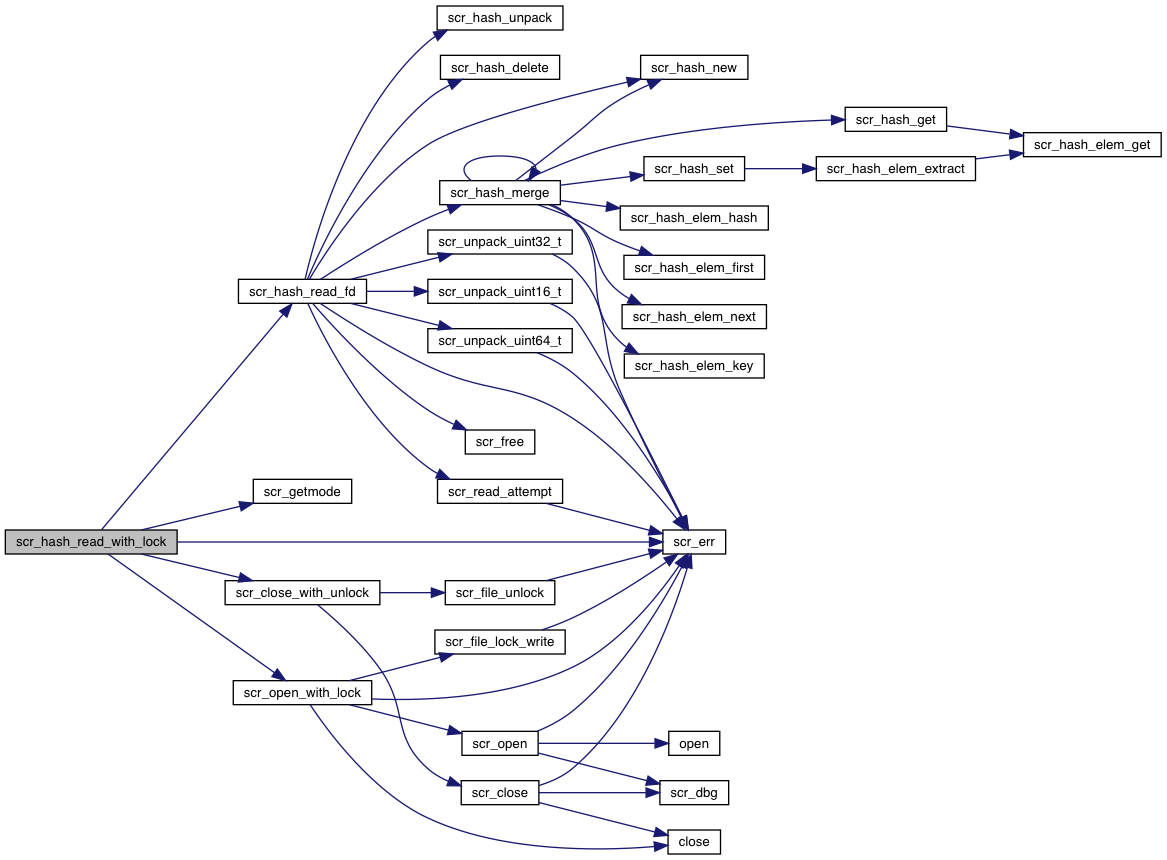 scr_hash_unpack
scr_hash_delete
scr_hash_new
scr_hash_get
scr_hash_elem_get
scr_hash_set
scr_hash_elem_extract
scr_hash_merge
scr_hash_elem_hash
scr_unpack_uint32_t
scr_hash_elem_first
scr_hash_read_fd
scr_unpack_uint16_t
scr_hash_elem_next
scr_unpack_uint64_t
scr_hash_elem_key
scr_free
scr_getmode
scr_read_attempt
scr_hash_read_with_lock
scr_err
scr_close_with_unlock
scr_file_unlock
scr_file_lock_write
scr_open_with_lock
scr_open
open
scr_close
scr_dbg
close